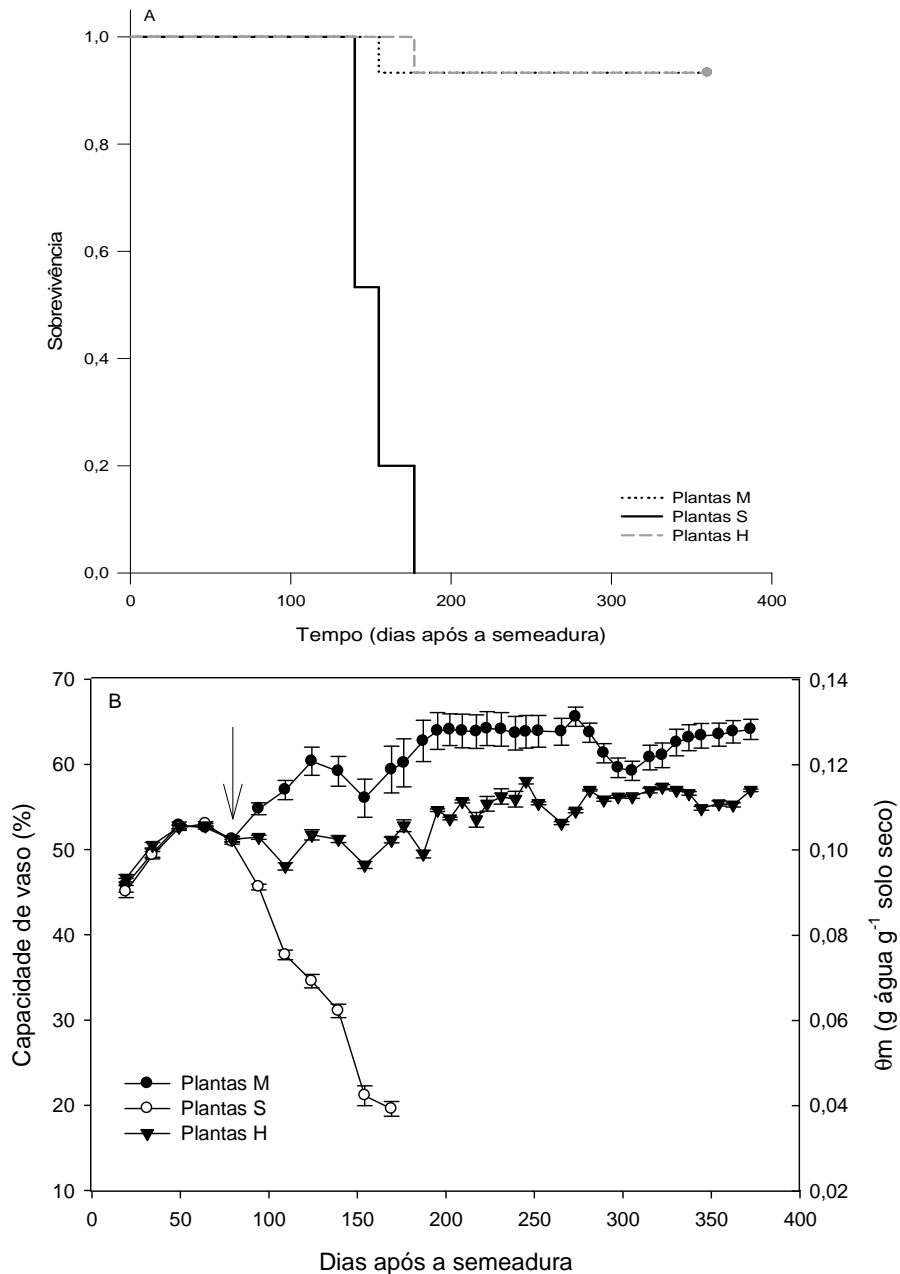 A
1,0
0,8
0,6
0,4
0,2
0,0
Sobrevivência
Plantas M
Plantas S
Plantas H
0 100 200 300 400
Tempo (dias após a semeadura)
B
70
60
50
40
30
20
10
Capacidade de vaso (%)
0,14
0,12
0,10
0,08
0,06
0,04
0,02
θm (g água g⁻¹ solo seco)
Plantas M
Plantas S
Plantas H
0 50 100 150 200 250 300 350 400
Dias após a semeadura